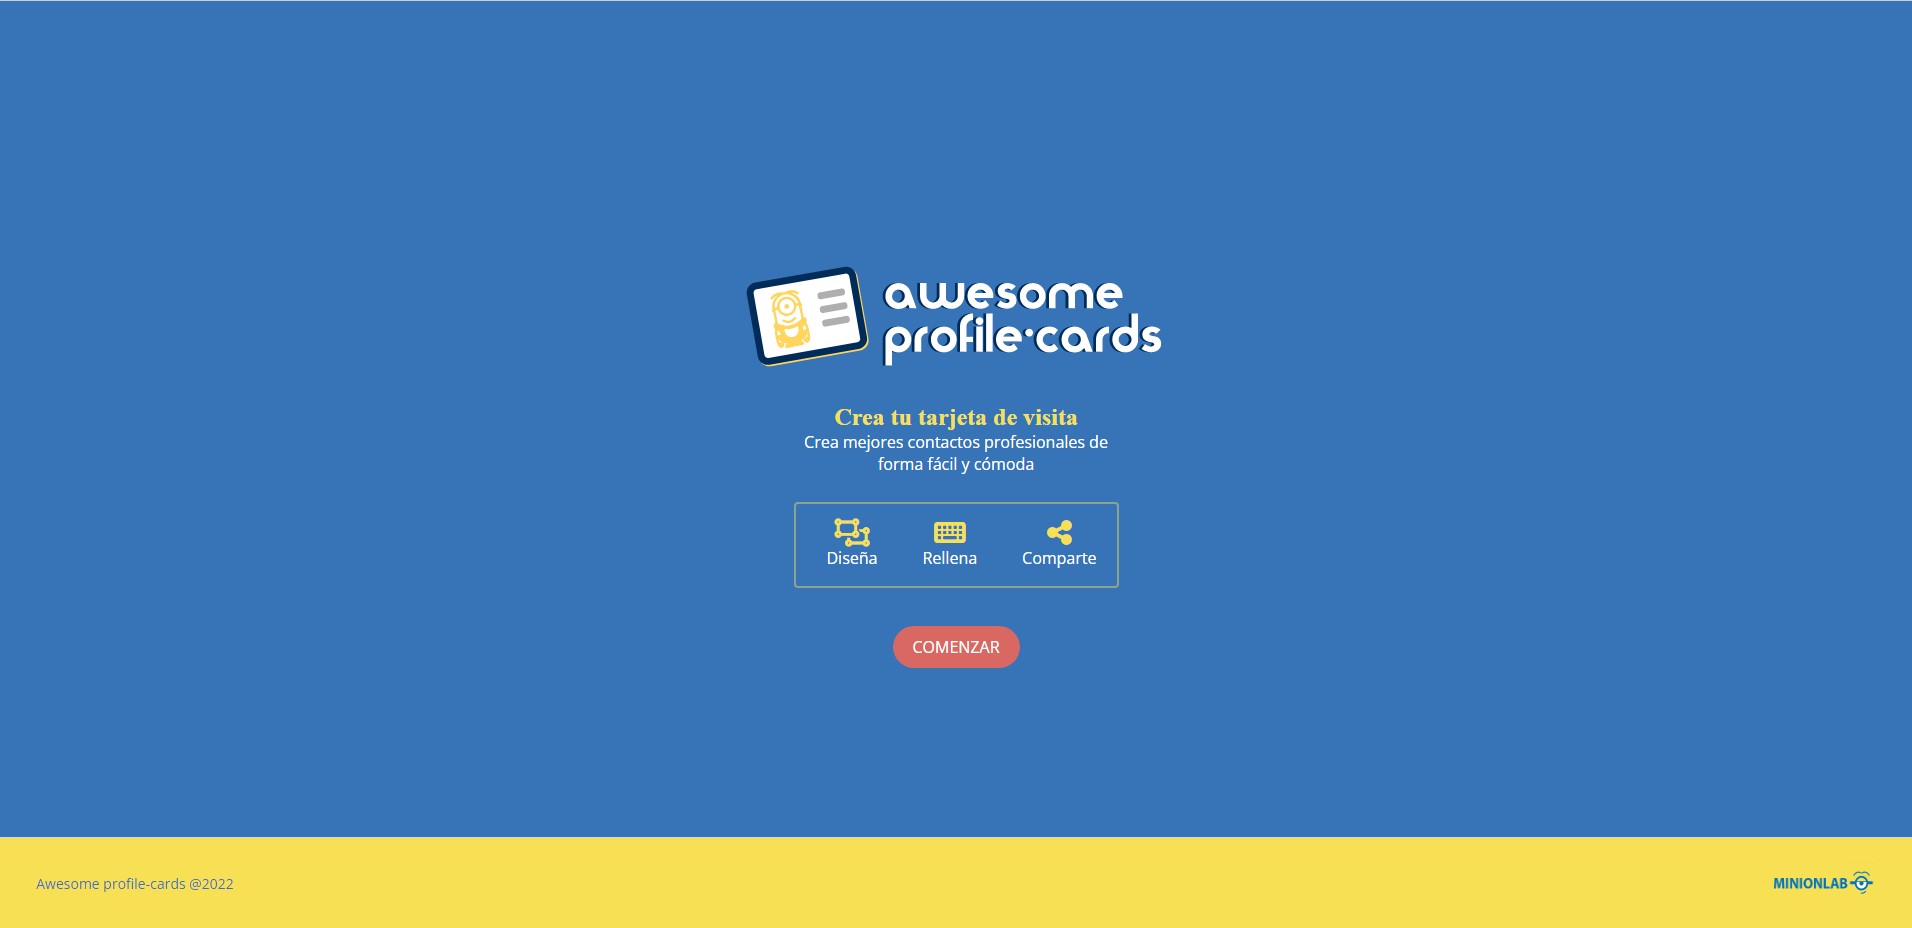 awesome
profile·cards
Crea tu tarjeta de visita
Crea mejores contactos profesionales de
forma fácil y cómoda
Diseña Rellena Comparte
COMENZAR
Awesome profile-cards @2022 MINIONLAB